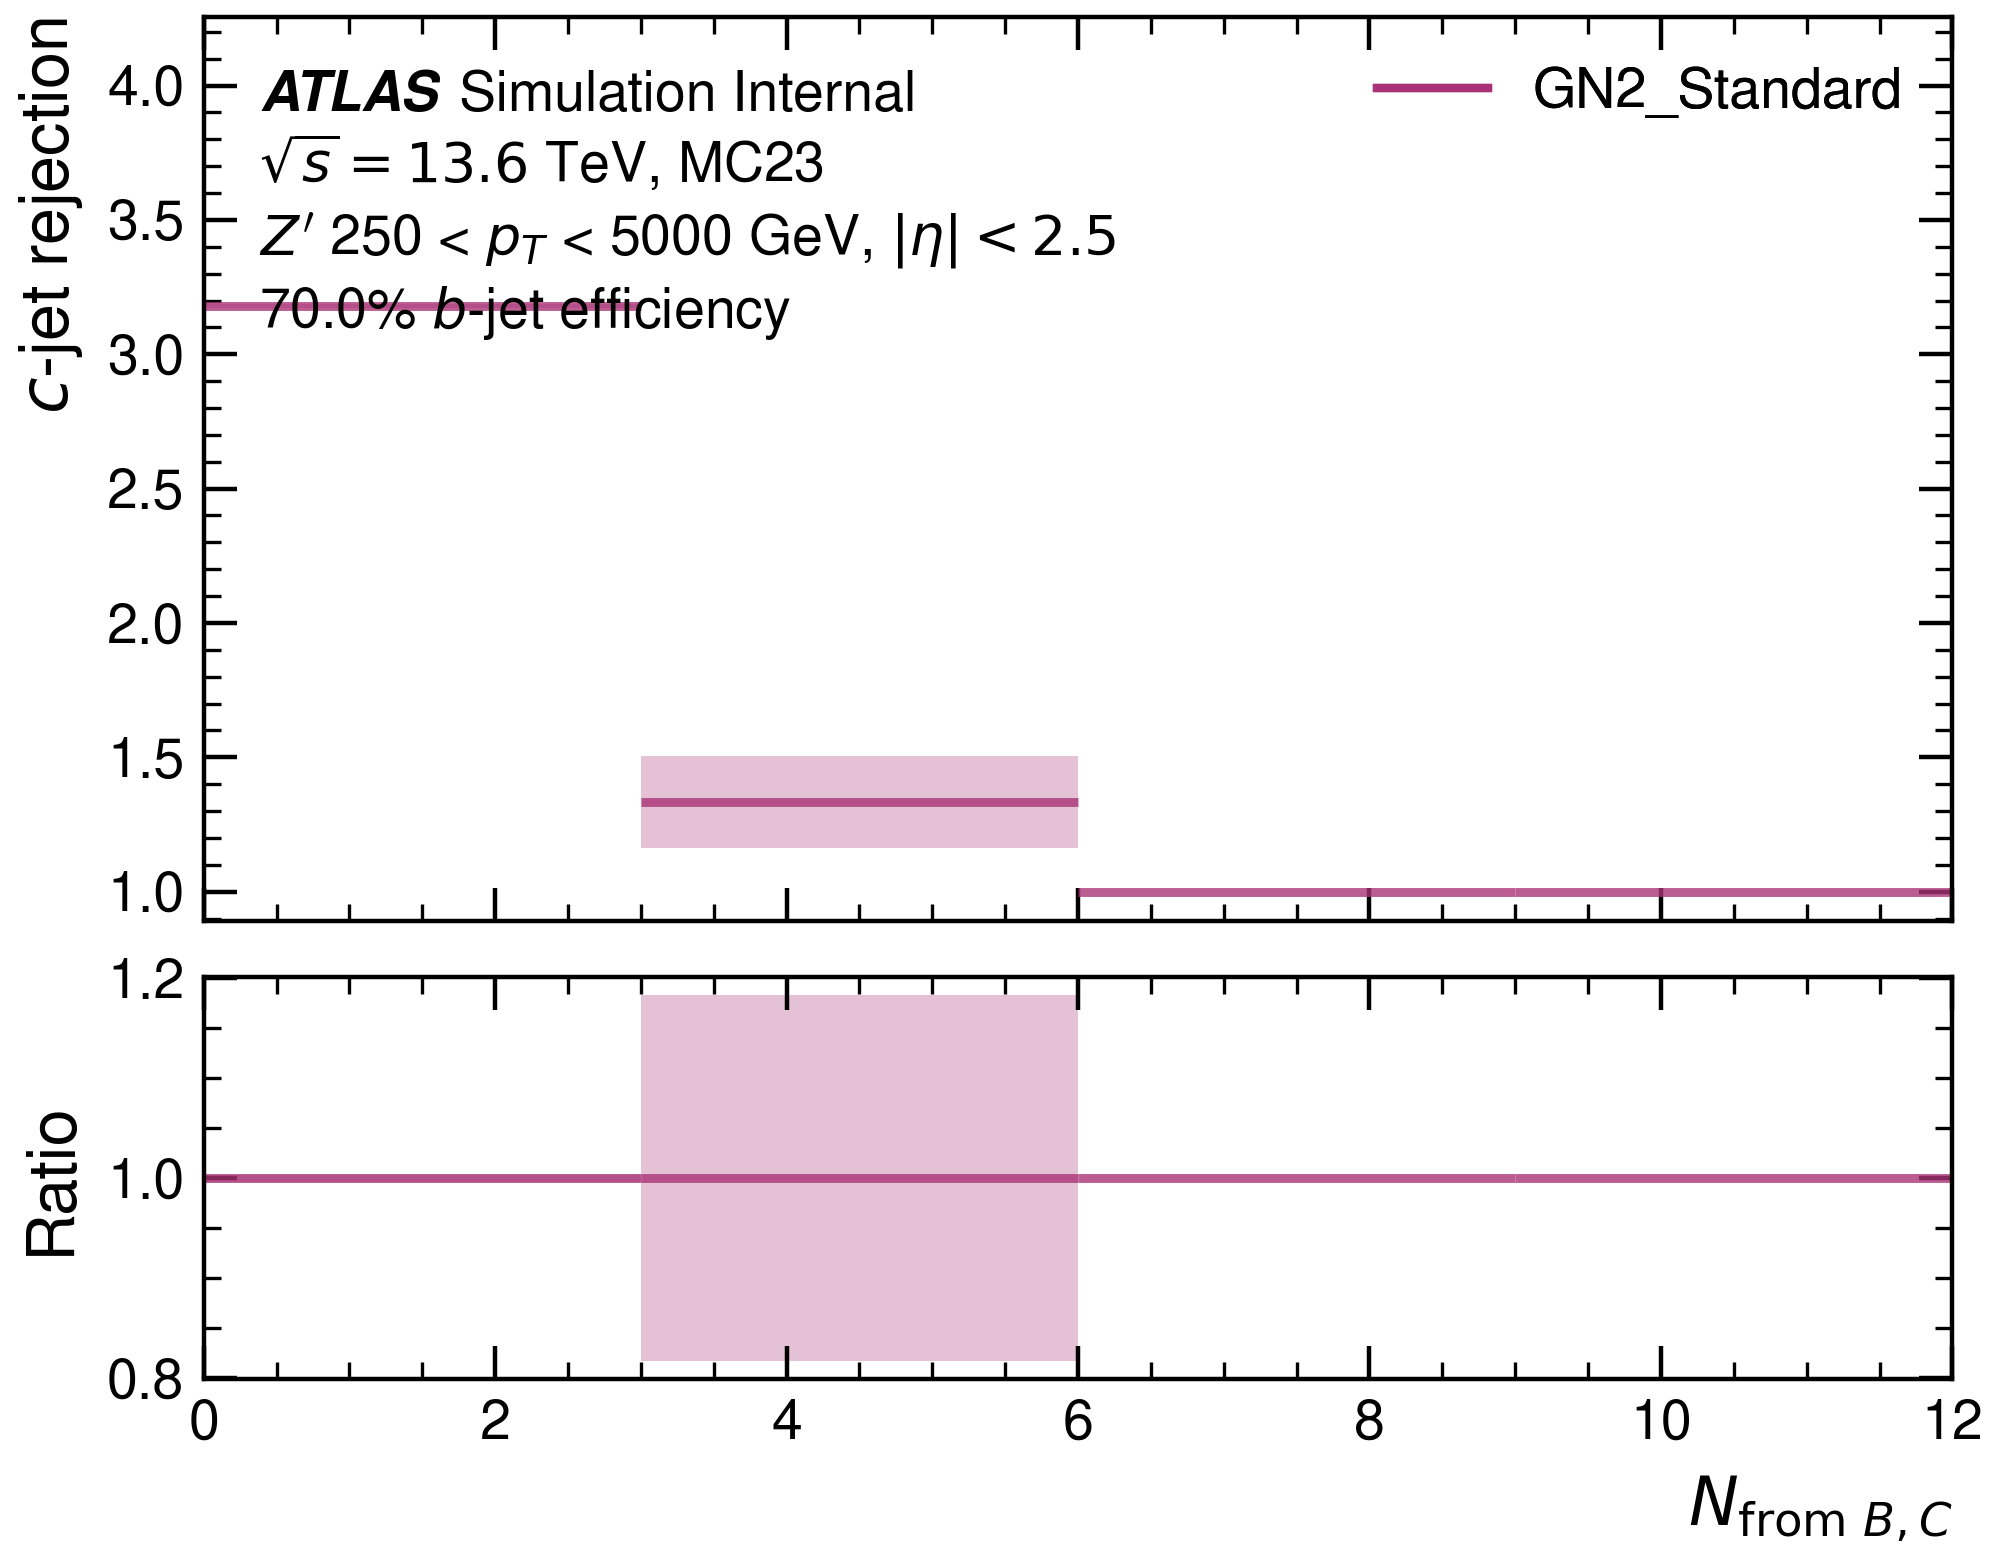 c-jet rejection
4.0
3.5
3.0
2.5
2.0
1.5
1.0
ATLAS Simulation Internal
√s = 13.6 TeV, MC23
Z′ 250 < p_T < 5000 GeV, |η| < 2.5
70.0% b-jet efficiency
GN2_Standard
Ratio
1.2
1.0
0.8
0 2 4 6 8 10 12
N_from B, C